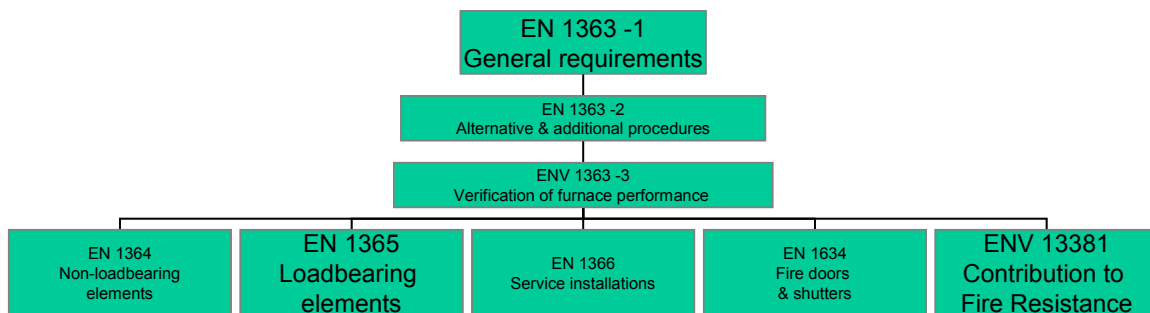 EN 1363 -1
General requirements
EN 1363 -2
Alternative & additional procedures
ENV 1363 -3
Verification of furnace performance
EN 1364
Non-loadbearing
elements
EN 1365
Loadbearing
elements
EN 1366
Service installations
EN 1634
Fire doors
& shutters
ENV 13381
Contribution to
Fire Resistance